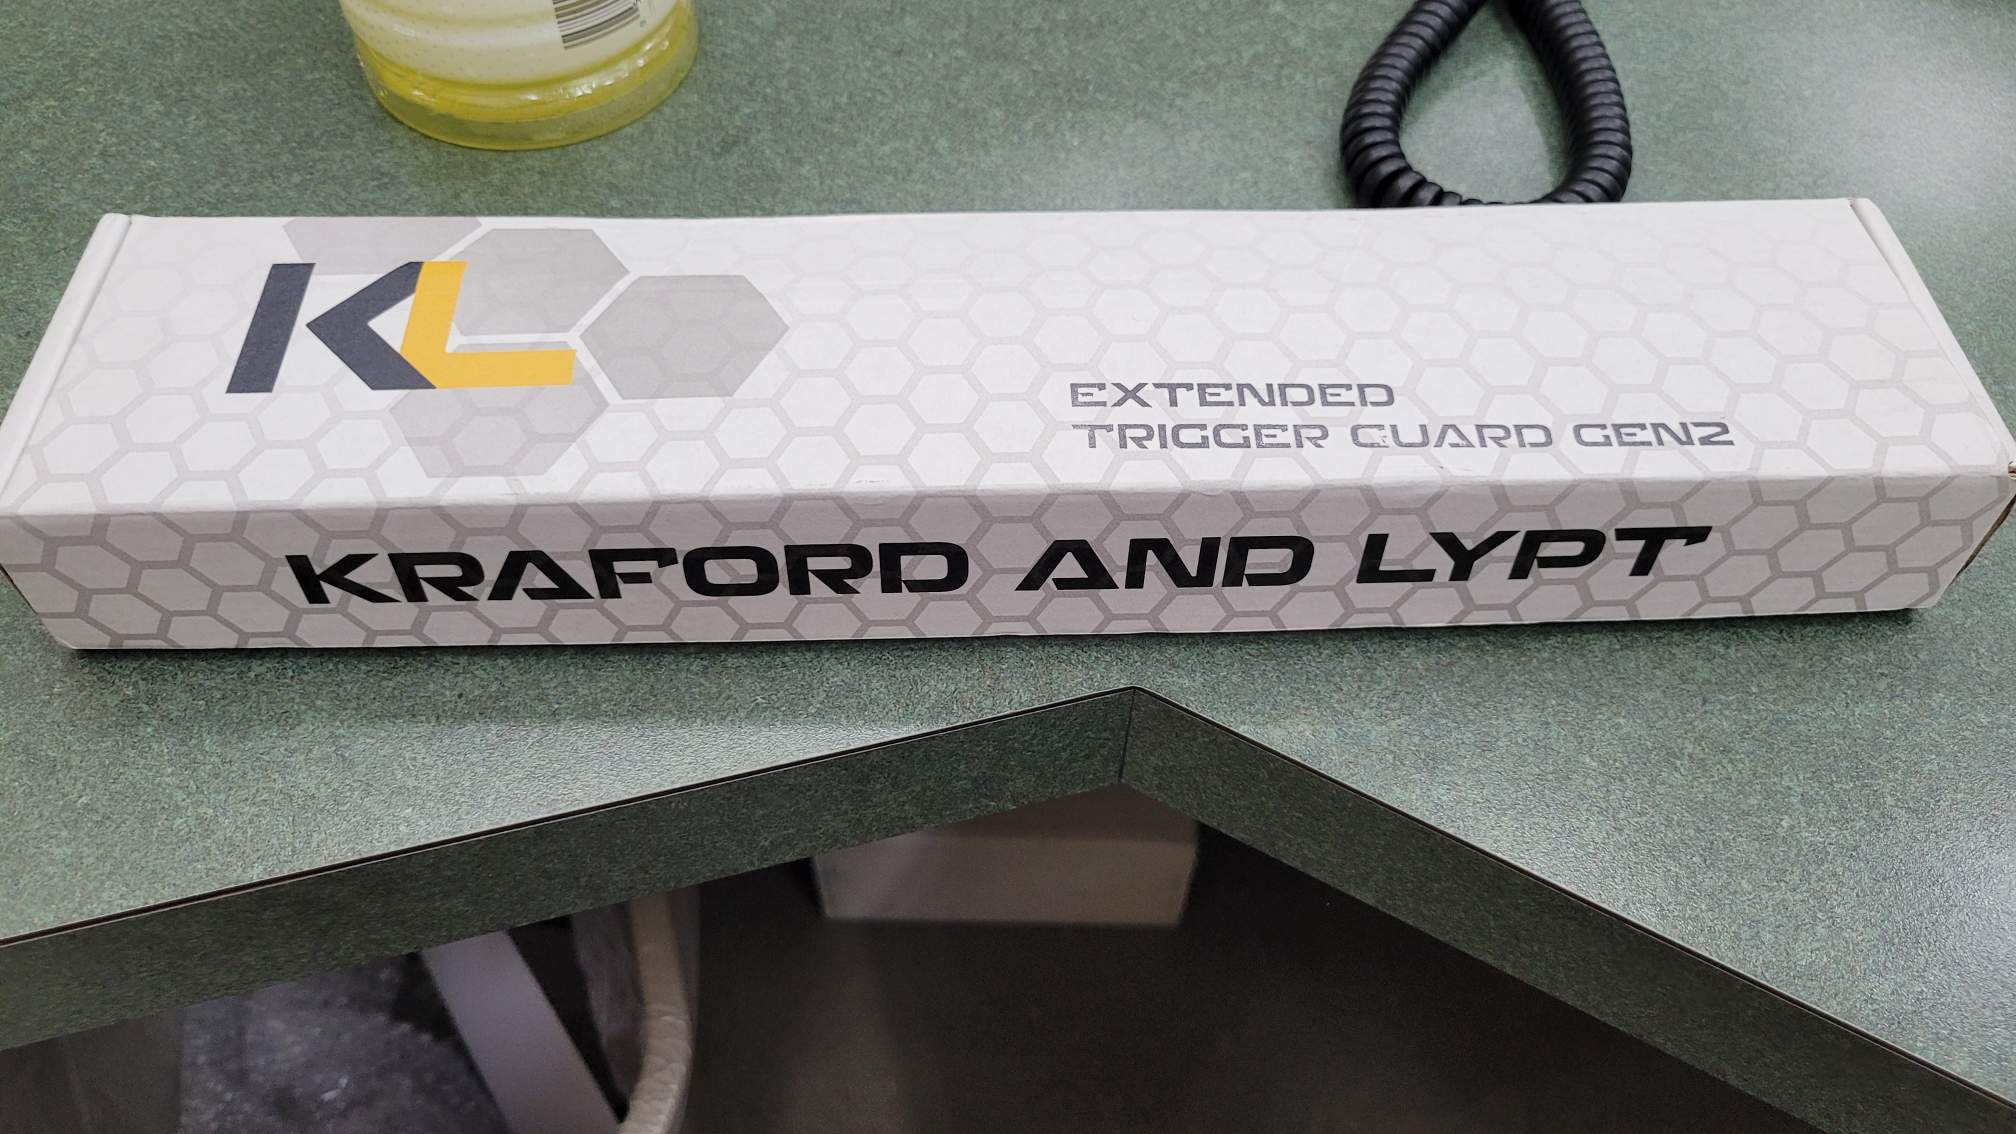 KL
EXTENDED
TRIGGER GUARD GEN2
KRAFORD AND LYPT